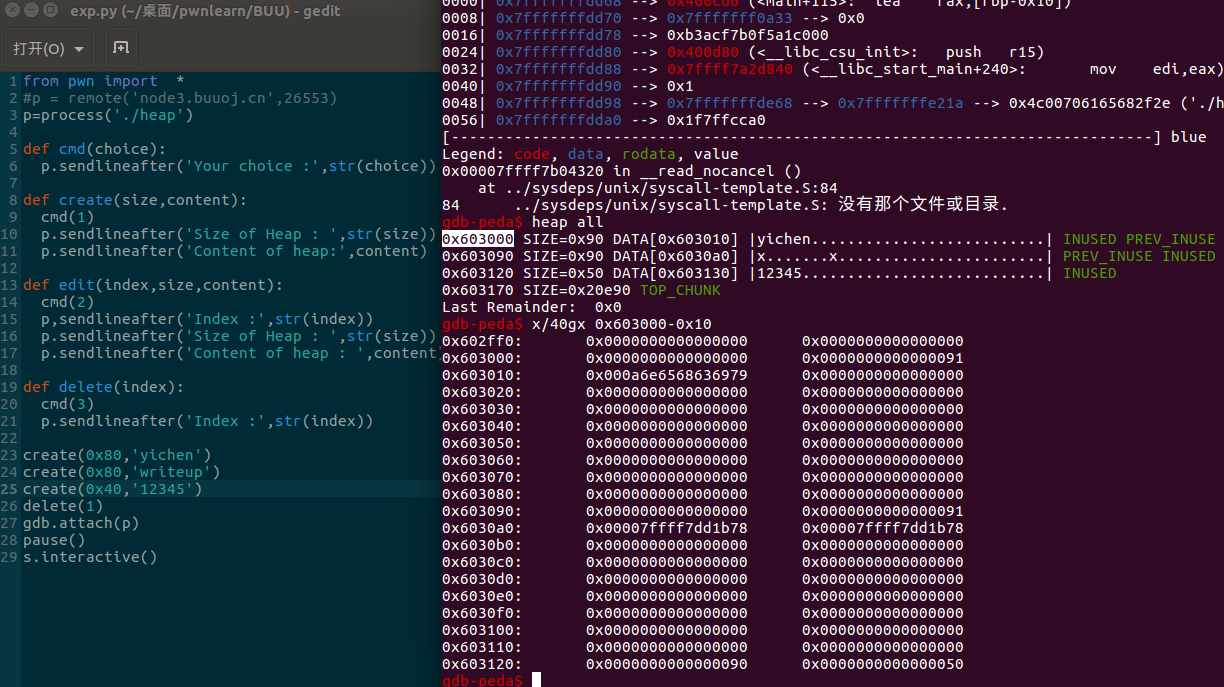 exp.py (~/桌面/pwnlearn/BUU) - gedit
打开(O)
1 from pwn import  *
2 #p = remote('node3.buuoj.cn',26553)
3 p=process('./heap')
4
5 def cmd(choice):
6   p.sendlineafter('Your choice :',str(choice))
7
8 def create(size,content):
9   cmd(1)
10   p.sendlineafter('Size of Heap : ',str(size))
11   p.sendlineafter('Content of heap:',content)
12
13 def edit(index,size,content):
14   cmd(2)
15   p,sendlineafter('Index :',str(index))
16   p.sendlineafter('Size of Heap : ',str(size))
17   p.sendlineafter('Content of heap : ',content)
18
19 def delete(index):
20   cmd(3)
21   p.sendlineafter('Index :',str(index))
22
23 create(0x80,'yichen')
24 create(0x80,'writeup')
25 create(0x40,'12345')
26 delete(1)
27 gdb.attach(p)
28 pause()
29 s.interactive()
0000| 0x7fffffffdd68 --> 0x400cd6 (<main+115>:	lea    rax,[rbp-0x10])
0008| 0x7fffffffdd70 --> 0x7fffffff0a33 --> 0x0
0016| 0x7fffffffdd78 --> 0xb3acf7b0f5a1c000
0024| 0x7fffffffdd80 --> 0x400d80 (<__libc_csu_init>:	push   r15)
0032| 0x7fffffffdd88 --> 0x7ffff7a2d840 (<__libc_start_main+240>:	mov    edi,eax)
0040| 0x7fffffffdd90 --> 0x1
0048| 0x7fffffffdd98 --> 0x7fffffffde68 --> 0x7fffffffe21a --> 0x4c00706165682f2e ('./h
0056| 0x7fffffffdda0 --> 0x1f7ffcca0
[------------------------------------------------------------------------------] blue
Legend: code, data, rodata, value
0x00007ffff7b04320 in __read_nocancel ()
    at ../sysdeps/unix/syscall-template.S:84
84	../sysdeps/unix/syscall-template.S: 没有那个文件或目录.
gdb-peda$ heap all
0x603000 SIZE=0x90 DATA[0x603010] |yichen..........................| INUSED PREV_INUSE
0x603090 SIZE=0x90 DATA[0x6030a0] |x.......x.......................| PREV_INUSE INUSED
0x603120 SIZE=0x50 DATA[0x603130] |12345...........................| INUSED
0x603170 SIZE=0x20e90 TOP_CHUNK
Last Remainder:  0x0
gdb-peda$ x/40gx 0x603000-0x10
0x602ff0:	0x0000000000000000	0x0000000000000000
0x603000:	0x0000000000000000	0x0000000000000091
0x603010:	0x000a6e6568636979	0x0000000000000000
0x603020:	0x0000000000000000	0x0000000000000000
0x603030:	0x0000000000000000	0x0000000000000000
0x603040:	0x0000000000000000	0x0000000000000000
0x603050:	0x0000000000000000	0x0000000000000000
0x603060:	0x0000000000000000	0x0000000000000000
0x603070:	0x0000000000000000	0x0000000000000000
0x603080:	0x0000000000000000	0x0000000000000000
0x603090:	0x0000000000000000	0x0000000000000091
0x6030a0:	0x00007ffff7dd1b78	0x00007ffff7dd1b78
0x6030b0:	0x0000000000000000	0x0000000000000000
0x6030c0:	0x0000000000000000	0x0000000000000000
0x6030d0:	0x0000000000000000	0x0000000000000000
0x6030e0:	0x0000000000000000	0x0000000000000000
0x6030f0:	0x0000000000000000	0x0000000000000000
0x603100:	0x0000000000000000	0x0000000000000000
0x603110:	0x0000000000000000	0x0000000000000000
0x603120:	0x0000000000000090	0x0000000000000050
gdb-peda$